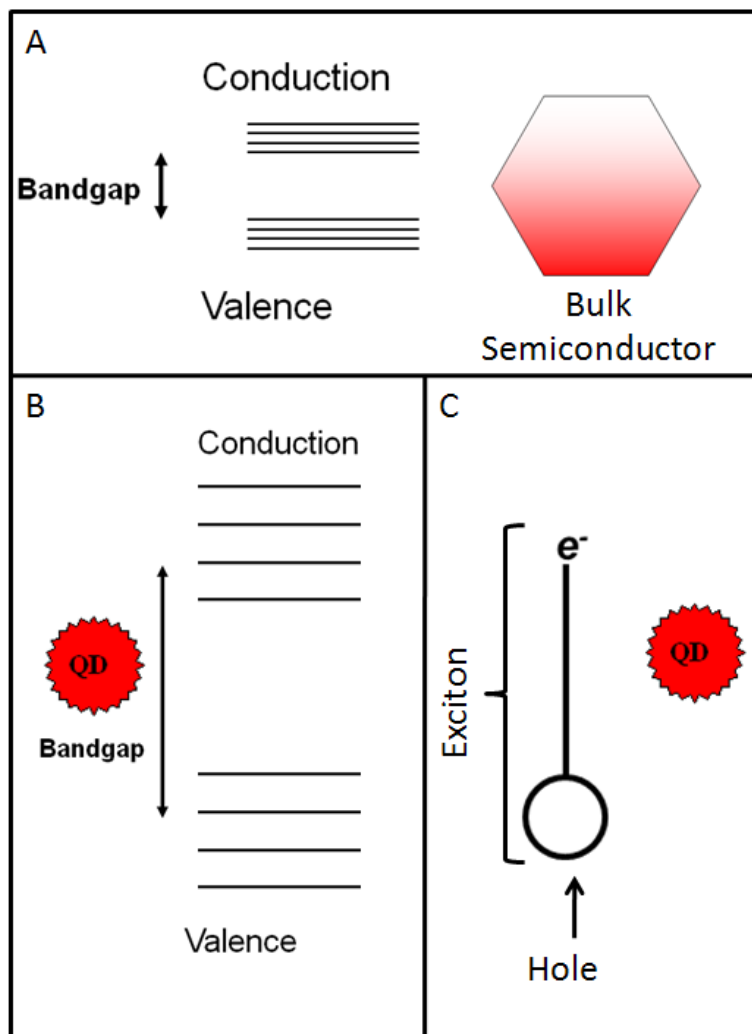 A
Conduction
Bandgap
Valence
Bulk
Semiconductor
B
Conduction
QD
Bandgap
Valence
C
e-
Exciton
QD
Hole